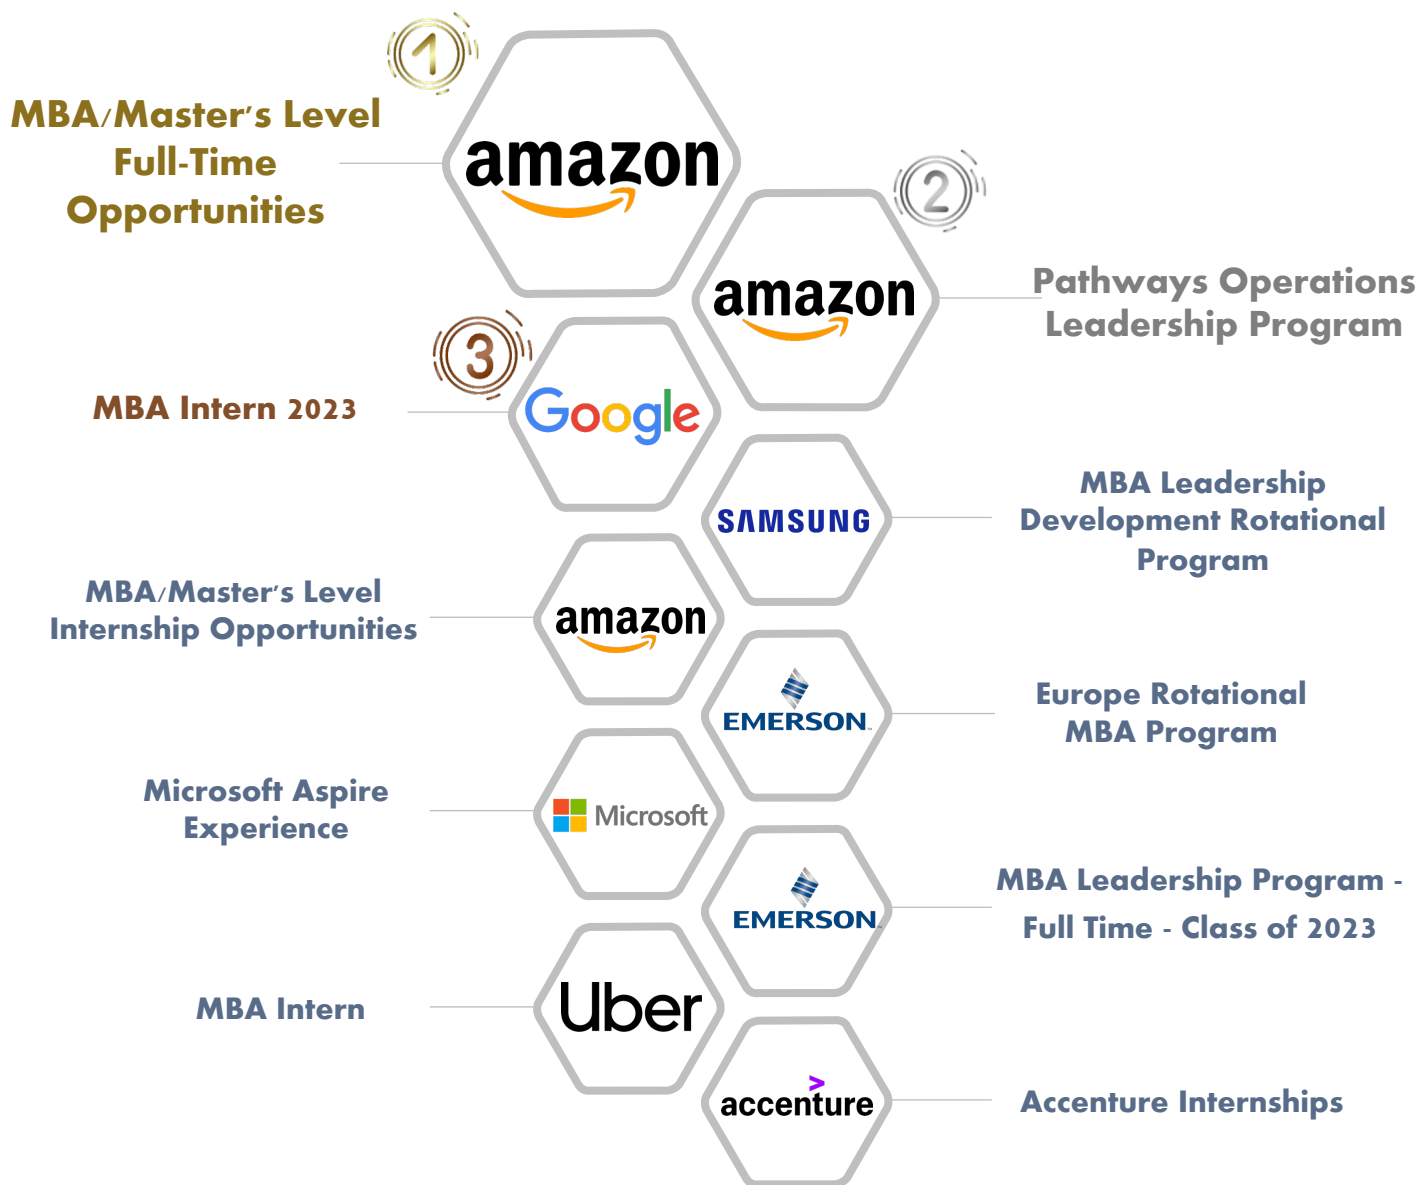 1
MBA/Master's Level
Full-Time
Opportunities
amazon
2
amazon
Pathways Operations
Leadership Program
3
MBA Intern 2023
Google
SAMSUNG
MBA Leadership
Development Rotational
Program
MBA/Master's Level
Internship Opportunities
amazon
EMERSON
Europe Rotational
MBA Program
Microsoft Aspire
Experience
Microsoft
EMERSON
MBA Leadership Program -
Full Time - Class of 2023
MBA Intern
Uber
accenture
Accenture Internships